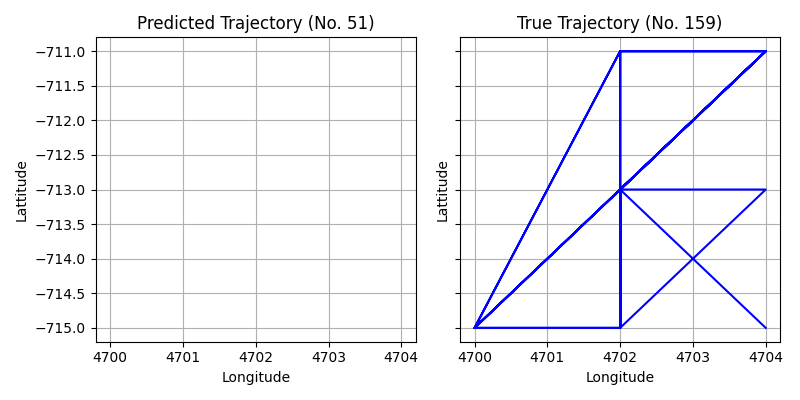 Predicted Trajectory (No. 51)
True Trajectory (No. 159)
−711.0
−711.5
−712.0
−712.5
−713.0
−713.5
−714.0
−714.5
−715.0
Lattitude
Lattitude
4700 4701 4702 4703 4704
4700 4701 4702 4703 4704
Longitude
Longitude